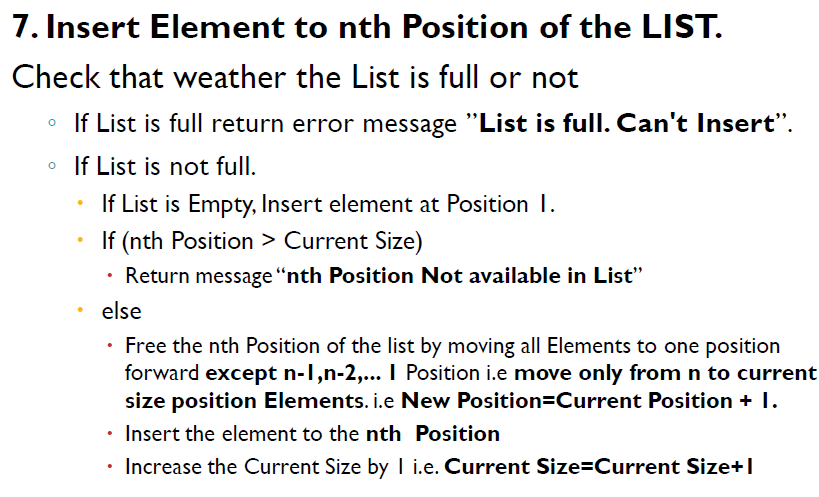 7. Insert Element to nth Position of the LIST.
Check that weather the List is full or not
◦ If List is full return error message ”List is full. Can't Insert”.
◦ If List is not full.
• If List is Empty, Insert element at Position 1.
• If (nth Position > Current Size)
• Return message “nth Position Not available in List”
• else
• Free the nth Position of the list by moving all Elements to one position
forward except n-1,n-2,... 1 Position i.e move only from n to current
size position Elements. i.e New Position=Current Position + 1.
• Insert the element to the nth Position
• Increase the Current Size by 1 i.e. Current Size=Current Size+1